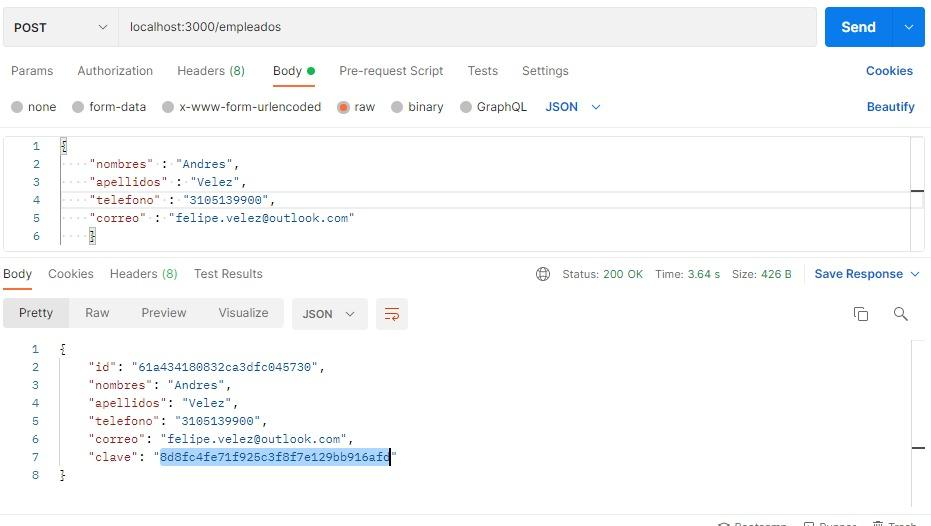 POST localhost:3000/empleados Send
Params Authorization Headers (8) Body Pre-request Script Tests Settings Cookies
none form-data x-www-form-urlencoded raw binary GraphQL JSON Beautify
1 {
2 "nombres" : "Andres",
3 "apellidos" : "Velez",
4 "telefono" : "3105139900",
5 "correo" : "felipe.velez@outlook.com"
6 }
Body Cookies Headers (8) Test Results Status: 200 OK Time: 3.64 s Size: 426 B Save Response
Pretty Raw Preview Visualize JSON
1 {
2 "id": "61a434180832ca3dfc045730",
3 "nombres": "Andres",
4 "apellidos": "Velez",
5 "telefono": "3105139900",
6 "correo": "felipe.velez@outlook.com",
7 "clave": "8d8fc4fe71f925c3f8f7e129bb916afd"
8 }
Bootcamp Runner Trash